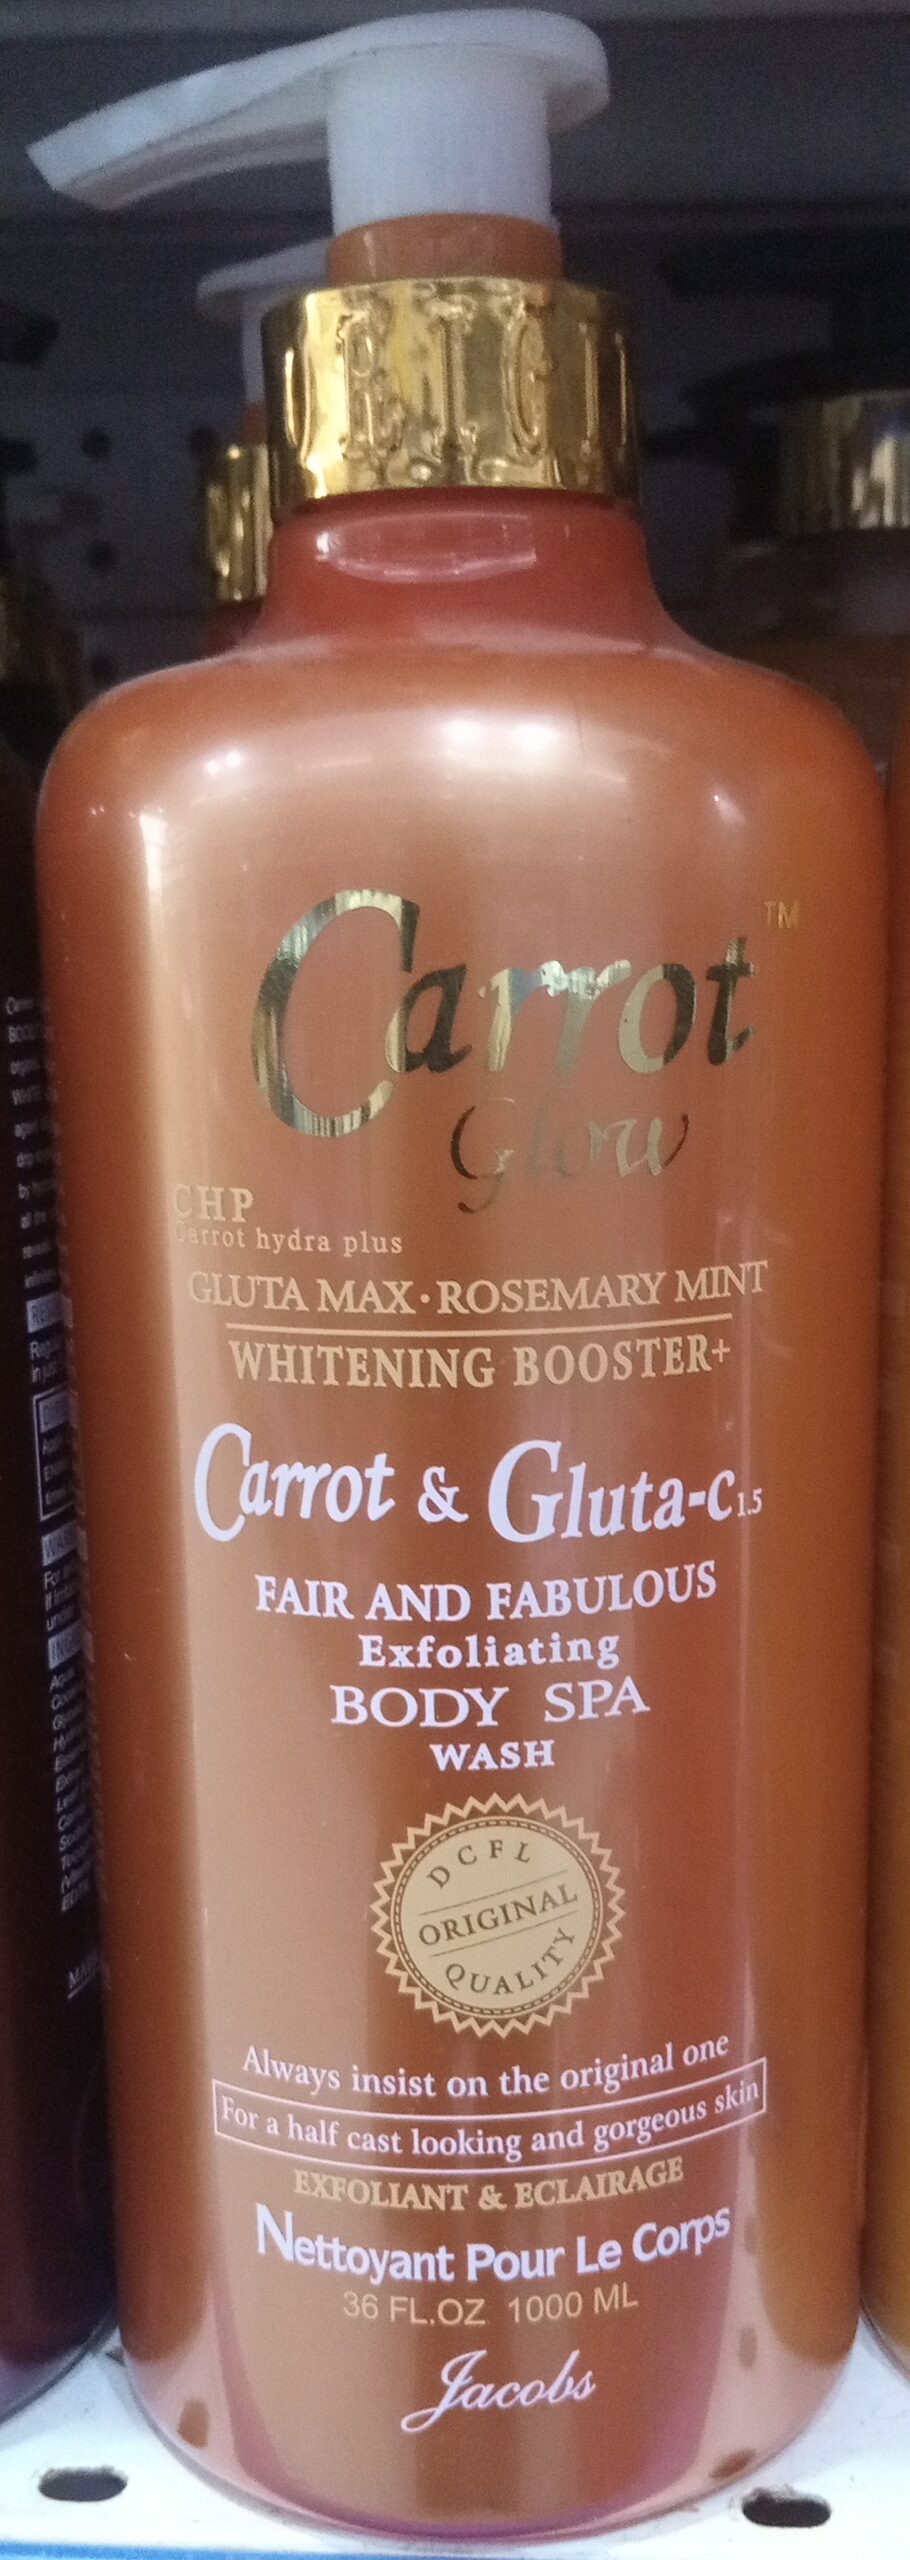 Carrot
TM
Glow
CHP
Carrot hydra plus
GLUTA MAX • ROSEMARY MINT
WHITENING BOOSTER+
Carrot & Gluta-C1.5
FAIR AND FABULOUS
Exfoliating
BODY SPA
WASH
DCFL
ORIGINAL
QUALITY
Always insist on the original one
For a half cast looking and gorgeous skin
EXFOLIANT & ECLAIRAGE
Nettoyant Pour Le Corps
36 FL.OZ 1000 ML
Jacobs